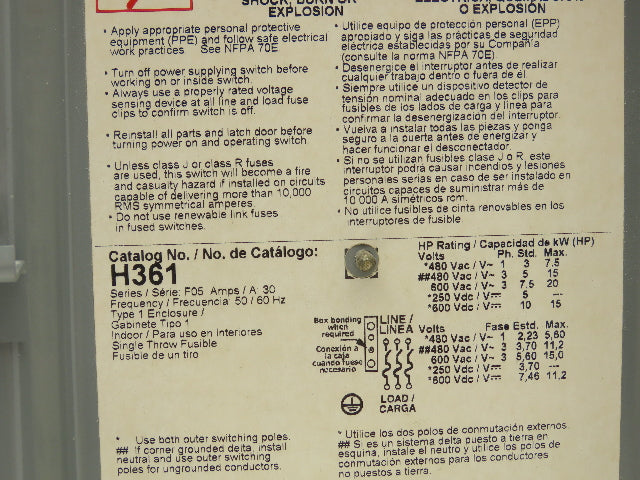 SHOCK, BURN OR
EXPLOSION
• Apply appropriate personal protective
equipment (PPE) and follow safe electrical
work practices See NFPA 70E
• Turn off power supplying switch before
working on or inside switch.
• Always use a properly rated voltage
sensing device at all line and load fuse
clips to confirm switch is off.
• Reinstall all parts and latch door before
turning power on and operating switch.
• Unless class J or class R fuses
are used, this switch will become a fire
and casualty hazard if installed on circuits
capable of delivering more than 10,000
RMS symmetrical amperes.
• Do not use renewable link fuses
in fused switches.
O EXPLOSION
• Utilice equipo de protección personal (EPP)
apropiado y siga las prácticas de seguridad
eléctrica establecidas por su Compañía
(consulte la norma NFPA 70E)
• Desenergice el interruptor antes de realizar
cualquier trabajo dentro o fuera de él.
• Siempre utilice un dispositivo detector de
tensión nominal adecuado en los clips para
fusibles de los lados de carga y línea para
confirmar la desenergización del interruptor.
• Vuelva a instalar todas las piezas y ponga
seguro a la puerta antes de energizar y
hacer funcionar el desconectador.
• Si no se utilizan fusibles clase J o R, este
interruptor podrá causar incendios y lesiones
personales serias en caso de ser instalado en
circuitos capaces de suministrar más de
10 000 A simétricos rcm.
• No utilice fusibles de cinta renovables en los
interruptores de fusible.
Catalog No. / No. de Catálogo:
H361
Series / Série: F05 Amps / A: 30
Frequency / Frecuencia: 50 / 60 Hz
Type 1 Enclosure /
Gabinete Tipo 1
Indoor / Para uso en interiores
Single Throw Fusible
Fusible de un tiro
Box bonding
when
required
Conexión a
la caja
cuando fuese
necesario
LINE /
LINEA
LOAD /
CARGA
HP Rating / Capacidad de kW (HP)
Volts Ph. Std. Max.
*480 Vac / V~ 1 3 7.5
##480 Vac / V~ 3 5 15
600 Vac / V~ 3 7.5 20
*250 Vdc / V⎓ 5 ---
*600 Vdc / V⎓ 10 15
Volts Fase Estd. Max.
*480 Vac / V~ 1 2,23 5,60
##480 Vac / V~ 3 3,70 11,2
600 Vac / V~ 3 5,60 15,0
*250 Vdc / V⎓ 3,70 ---
*600 Vdc / V⎓ 7,46 11,2
* Use both outer switching poles.
## If corner grounded delta, install
neutral and use outer switching
poles for ungrounded conductors.
* Utilice los dos polos de conmutación externos.
## Si es un sistema delta puesto a tierra en
esquina, instale el neutro y utilice los polos de
conmutación externos para los conductores
no puestos a tierra.